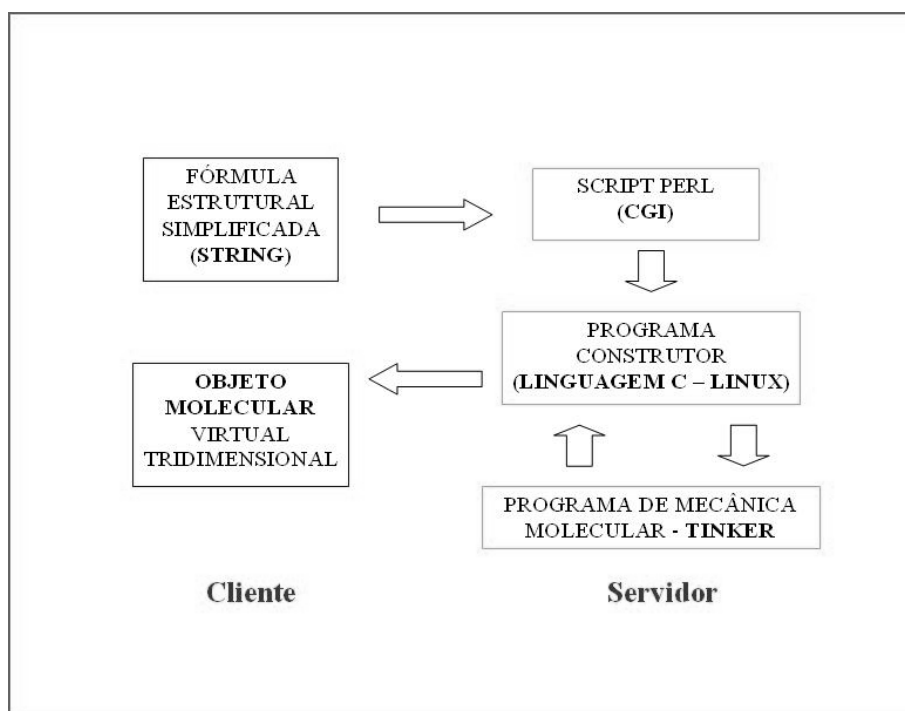 FÓRMULA
ESTRUTURAL
SIMPLIFICADA
(STRING)
SCRIPT PERL
(CGI)
PROGRAMA
CONSTRUTOR
(LINGUAGEM C – LINUX)
OBJETO
MOLECULAR
VIRTUAL
TRIDIMENSIONAL
PROGRAMA DE MECÂNICA
MOLECULAR - TINKER
Cliente
Servidor